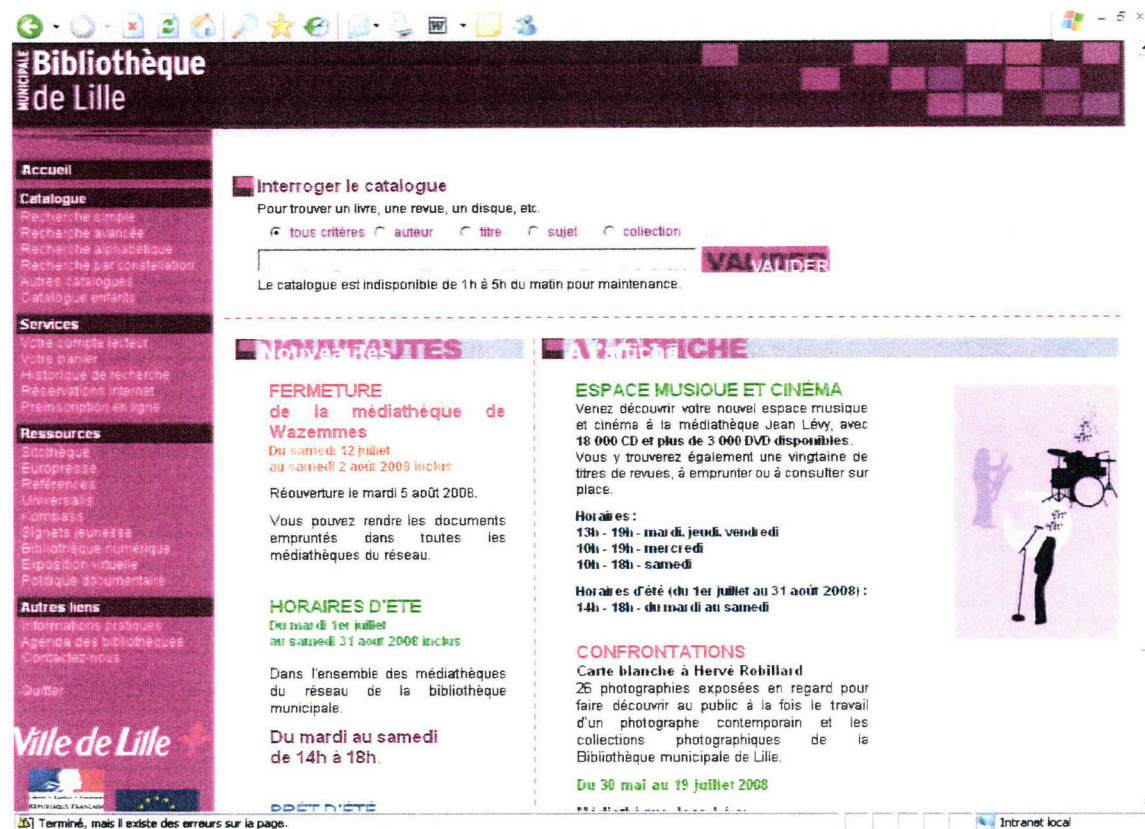 MUNICIPALE
Bibliothèque
de Lille
Accueil
Catalogue
Recherche simple
Recherche avancée
Recherche alphabétique
Recherche par constellation
Autres catalogues
Catalogue enfants
Services
Votre compte lecteur
Votre panier
Historique de recherche
Réservations internet
Préinscription en ligne
Ressources
Sitothèque
Europresse
Références
Universalis
Kompass
Signets jeunesse
Bibliothèque numérique
Exposition virtuelle
Politique documentaire
Autres liens
Informations pratiques
Agenda des bibliothèques
Contactez-nous
Quitter
Ville de Lille
RÉPUBLIQUE FRANÇAISE
Interroger le catalogue
Pour trouver un livre, une revue, un disque, etc.
tous critères auteur titre sujet collection
VALIDER
VALIDER
Le catalogue est indisponible de 1h à 5h du matin pour maintenance.
Nouveautés
FERMETURE
de la médiathèque de
Wazemmes
Du samedi 12 juillet
au samedi 2 août 2008 inclus
Réouverture le mardi 5 août 2008.
Vous pouvez rendre les documents
empruntés dans toutes les
médiathèques du réseau.
HORAIRES D'ETE
Du mardi 1er juillet
au samedi 31 aout 2008 inclus
Dans l'ensemble des médiathèques
du réseau de la bibliothèque
municipale.
Du mardi au samedi
de 14h à 18h.
PRÊT D'ÉTÉ
A l'affiche
ESPACE MUSIQUE ET CINÉMA
Venez découvrir votre nouvel espace musique
et cinéma à la médiathèque Jean Lévy, avec
18 000 CD et plus de 3 000 DVD disponibles.
Vous y trouverez également une vingtaine de
titres de revues, à emprunter ou à consulter sur
place.
Horaires :
13h - 19h - mardi, jeudi, vendredi
10h - 19h - mercredi
10h - 18h - samedi
Horaires d'été (du 1er juillet au 31 août 2008) :
14h - 18h - du mardi au samedi
CONFRONTATIONS
Carte blanche à Hervé Robillard
26 photographies exposées en regard pour
faire découvrir au public à la fois le travail
d'un photographe contemporain et les
collections photographiques de la
Bibliothèque municipale de Lille.
Du 30 mai au 19 juillet 2008
Terminé, mais il existe des erreurs sur la page.
Intranet local